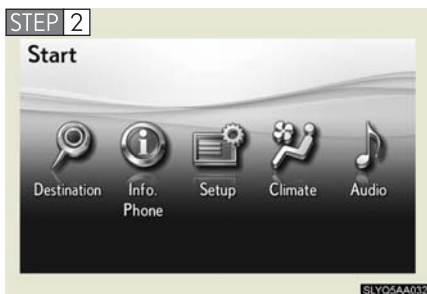 STEP 2
Start
Destination
Info.
Phone
Setup
Climate
Audio
SLYO5AA032